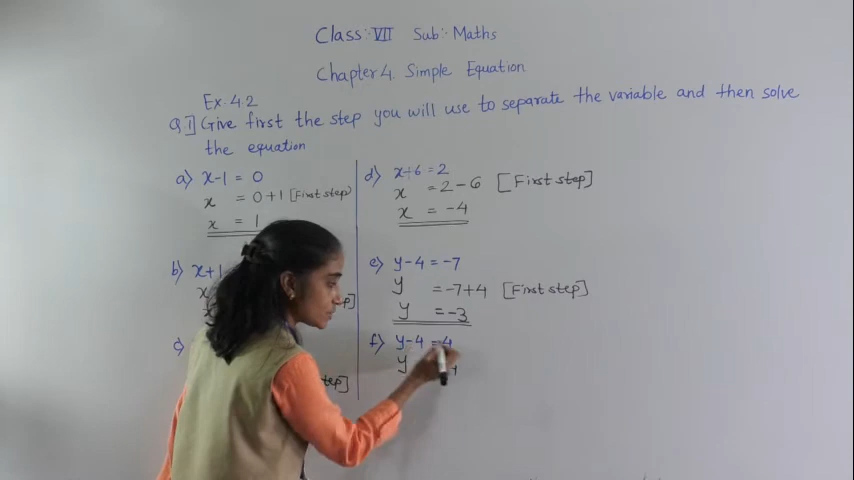 Class:- VII Sub:- Maths
Chapter 4. Simple Equation
Ex. 4.2
Q 1] Give first the step you will use to separate the variable and then solve
the equation
a) x-1 = 0
x = 0+1 [First step]
x = 1
b) x+1
x
c)
step]
d) x+6 = 2
x = 2-6 [First step]
x = -4
e) y-4 = -7
y = -7+4 [First step]
y = -3
f) y-4 = 4
y